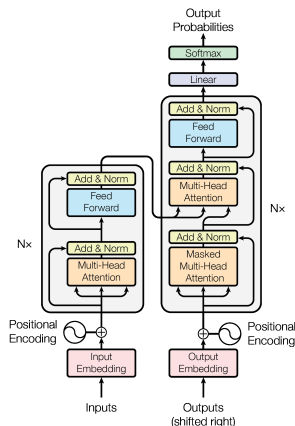 Output
Probabilities
Softmax
Linear
Add & Norm
Feed
Forward
Add & Norm
Multi-Head
Attention
Add & Norm
Masked
Multi-Head
Attention
N×
Positional
Encoding
Output
Embedding
Outputs
(shifted right)
Add & Norm
Feed
Forward
Add & Norm
Multi-Head
Attention
N×
Positional
Encoding
Input
Embedding
Inputs